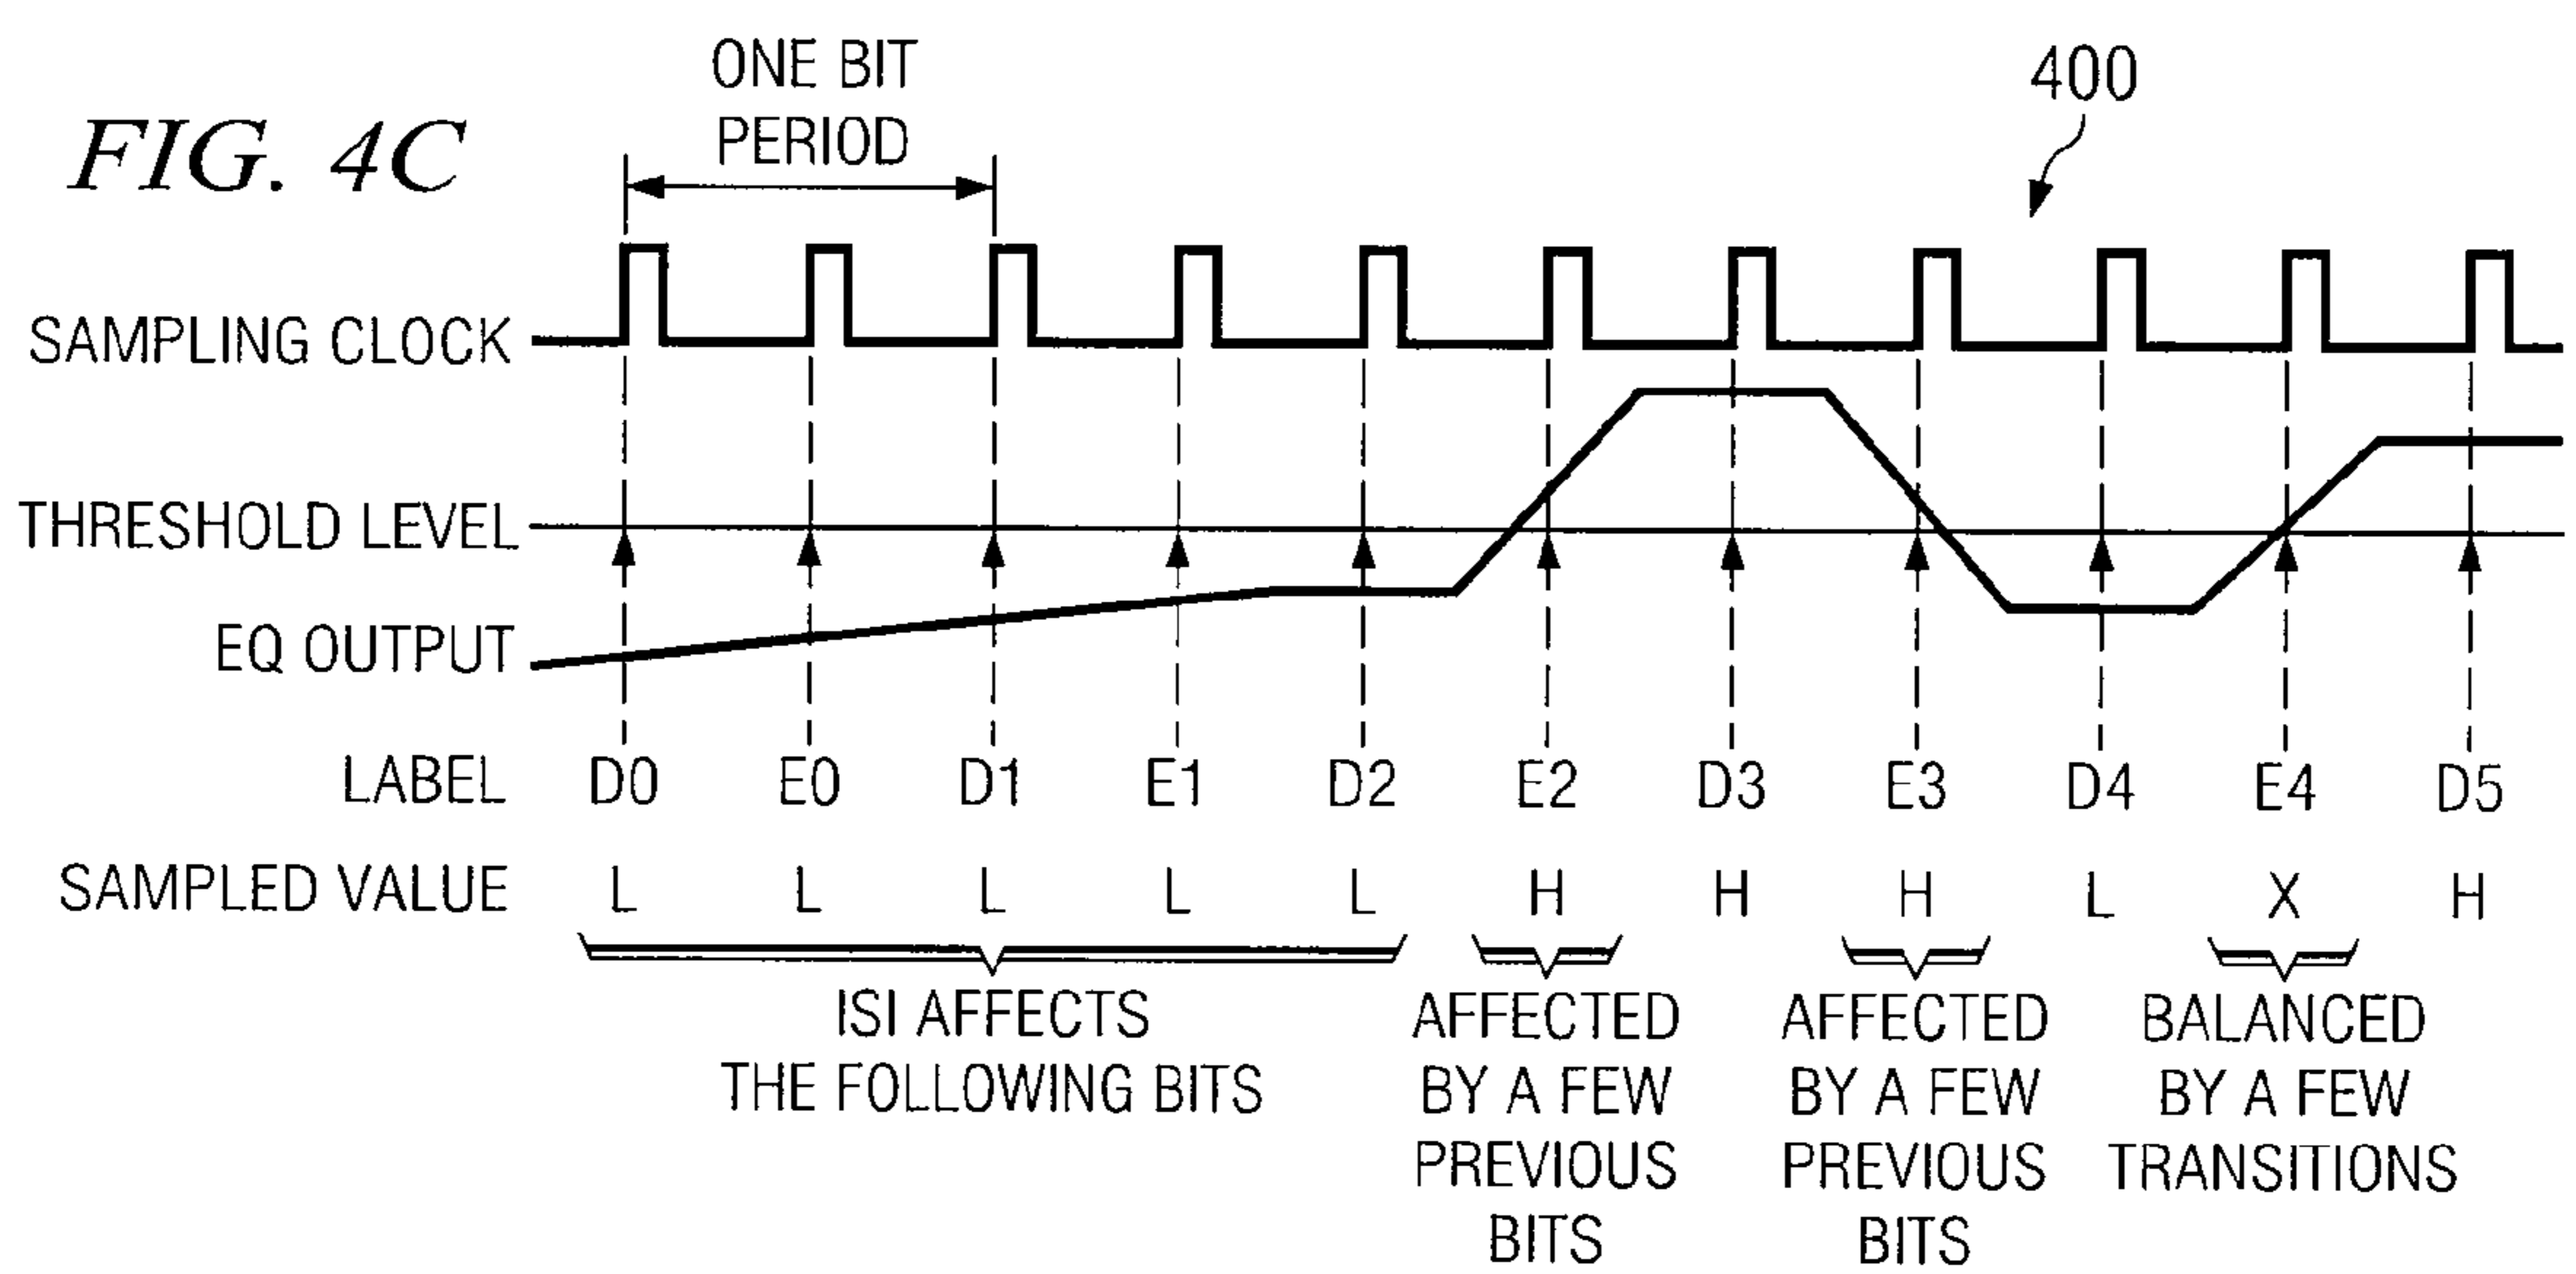 FIG. 4C
ONE BIT
PERIOD
400
SAMPLING CLOCK
THRESHOLD LEVEL
EQ OUTPUT
LABEL D0 E0 D1 E1 D2 E2 D3 E3 D4 E4 D5
SAMPLED VALUE L L L L L H H H L X H
ISI AFFECTS
THE FOLLOWING BITS
AFFECTED
BY A FEW
PREVIOUS
BITS
AFFECTED
BY A FEW
PREVIOUS
BITS
BALANCED
BY A FEW
TRANSITIONS